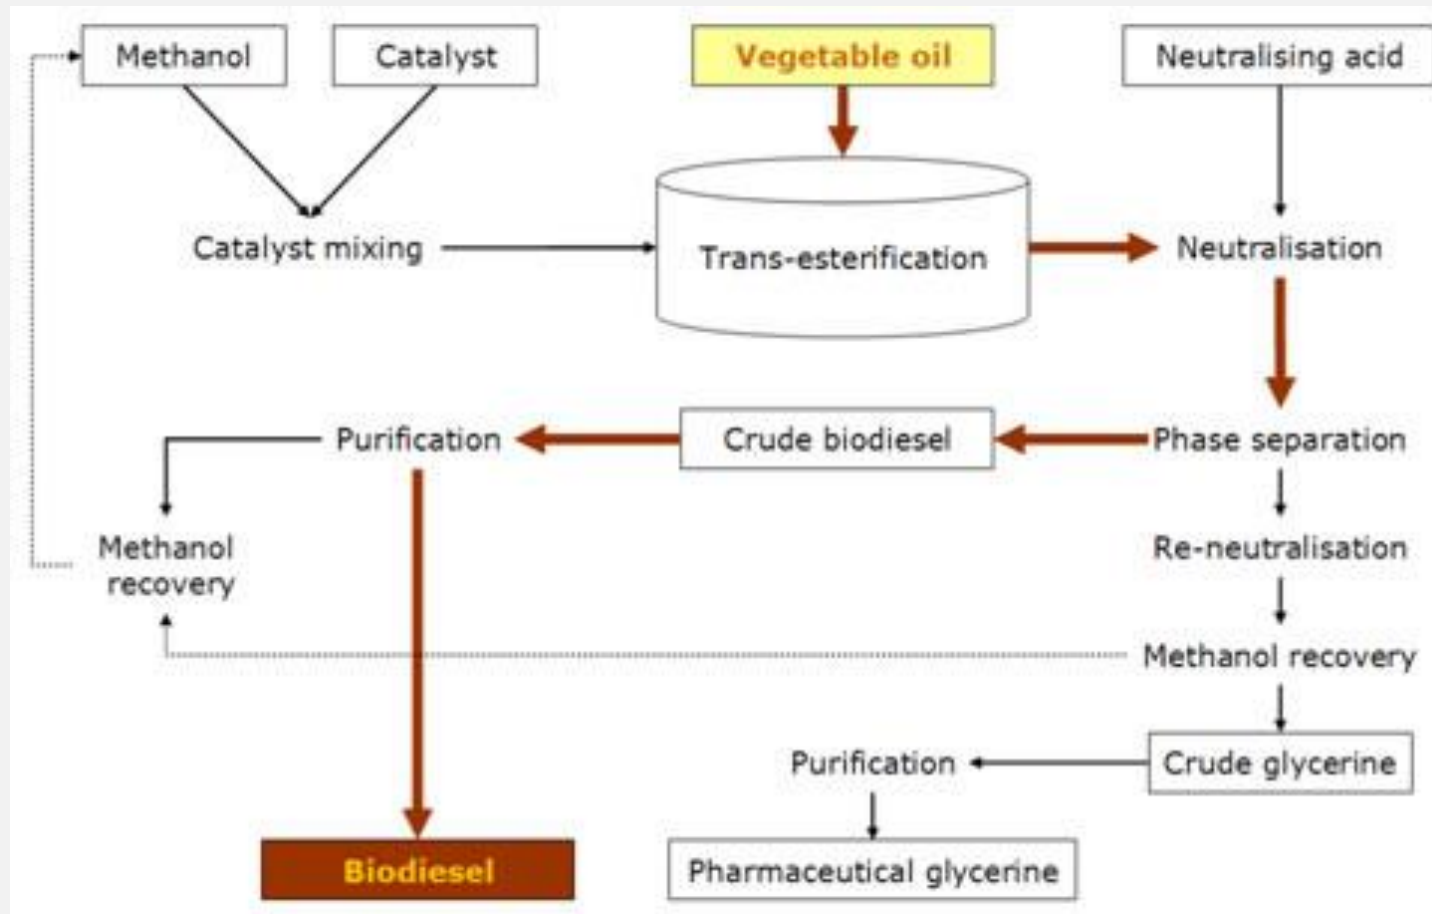 Methanol
Catalyst
Vegetable oil
Neutralising acid
Catalyst mixing
Trans-esterification
Neutralisation
Purification
Crude biodiesel
Phase separation
Methanol
recovery
Re-neutralisation
Methanol recovery
Purification
Crude glycerine
Biodiesel
Pharmaceutical glycerine